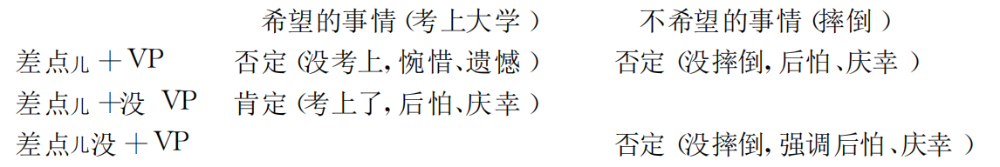 希望的事情(考上大学) 不希望的事情(摔倒)
差点儿+VP 否定(没考上,惋惜、遗憾) 否定(没摔倒,后怕、庆幸)
差点儿+没 VP 肯定(考上了,后怕、庆幸)
差点儿没+VP 否定(没摔倒,强调后怕、庆幸)